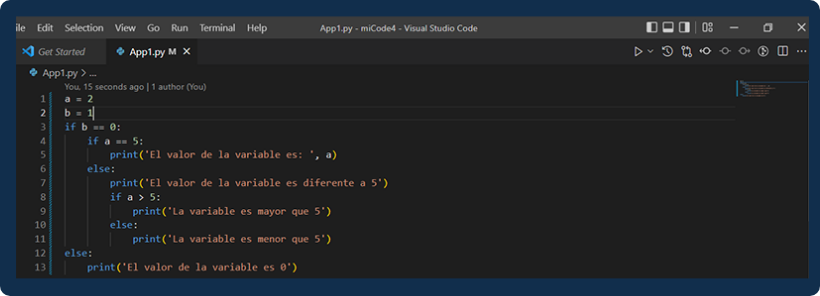 ile Edit Selection View Go Run Terminal Help App1.py - miCode4 - Visual Studio Code
Get Started App1.py M
App1.py > ...
You, 15 seconds ago | 1 author (You)
1 a = 2
2 b = 1
3 if b == 0:
4 if a == 5:
5 print('El valor de la variable es: ', a)
6 else:
7 print('El valor de la variable es diferente a 5')
8 if a > 5:
9 print('La variable es mayor que 5')
10 else:
11 print('La variable es menor que 5')
12 else:
13 print('El valor de la variable es 0')